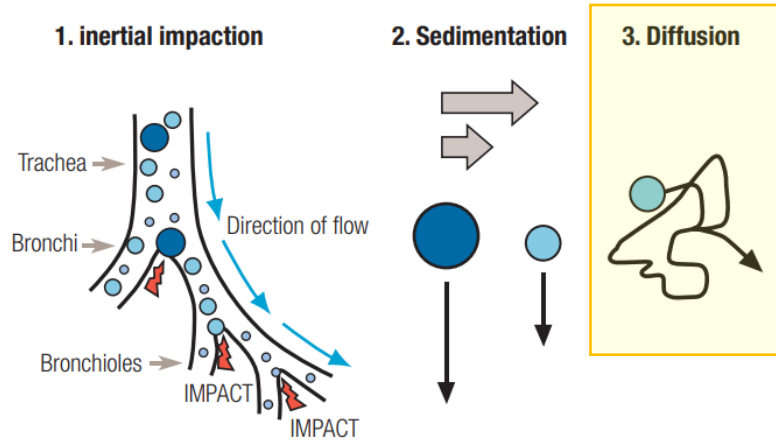 1. inertial impaction
2. Sedimentation
3. Diffusion
Trachea
Direction of flow
Bronchi
Bronchioles
IMPACT
IMPACT